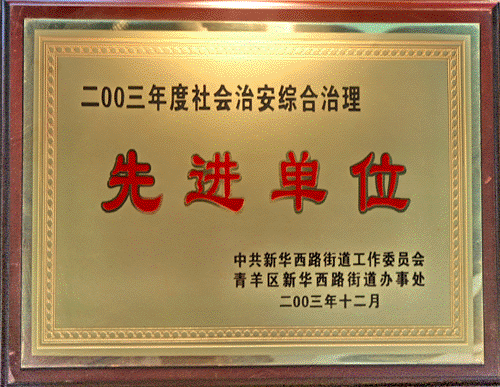 二00三年度社会治安综合治理
先进单位
中共新华西路街道工作委员会
青羊区新华西路街道办事处
二00三年十二月